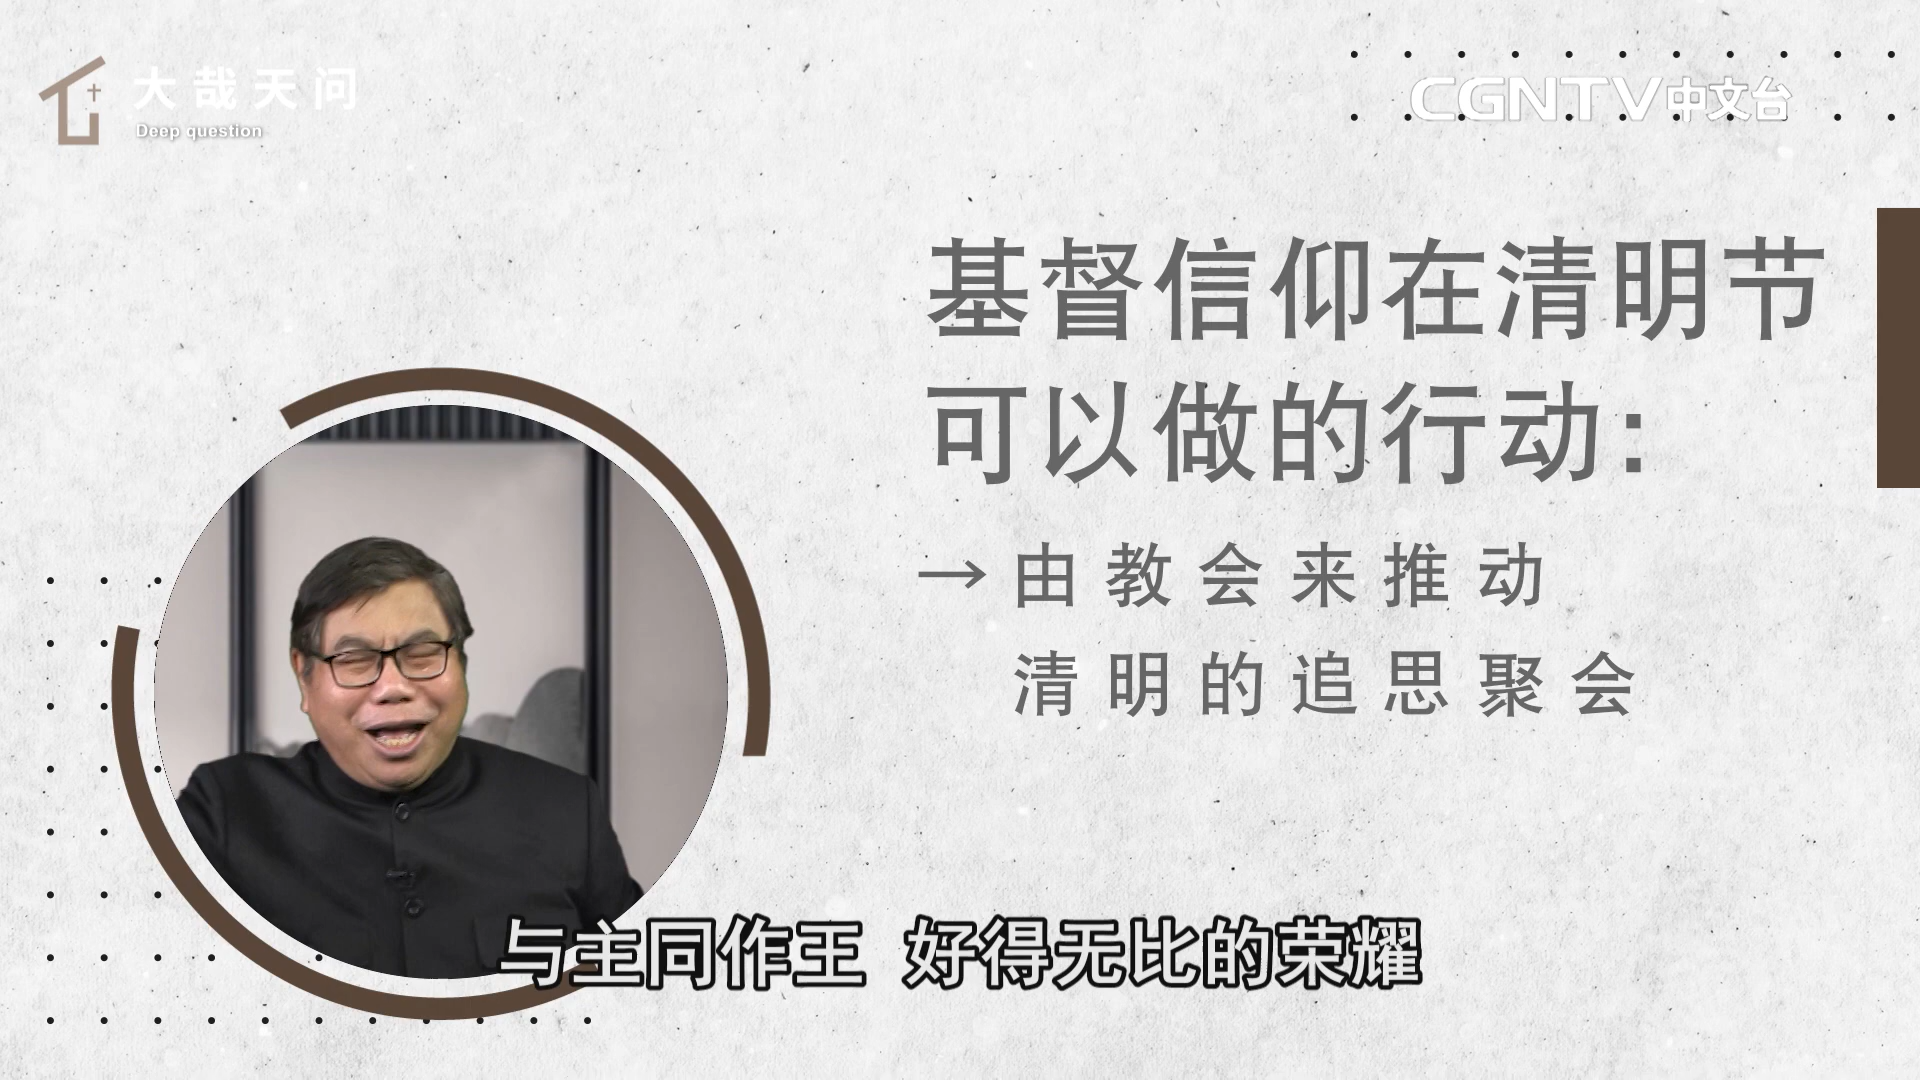 大哉天问
Deep question
CGNTV中文台
基督信仰在清明节
可以做的行动：
→由教会来推动
清明的追思聚会
与主同作王 好得无比的荣耀